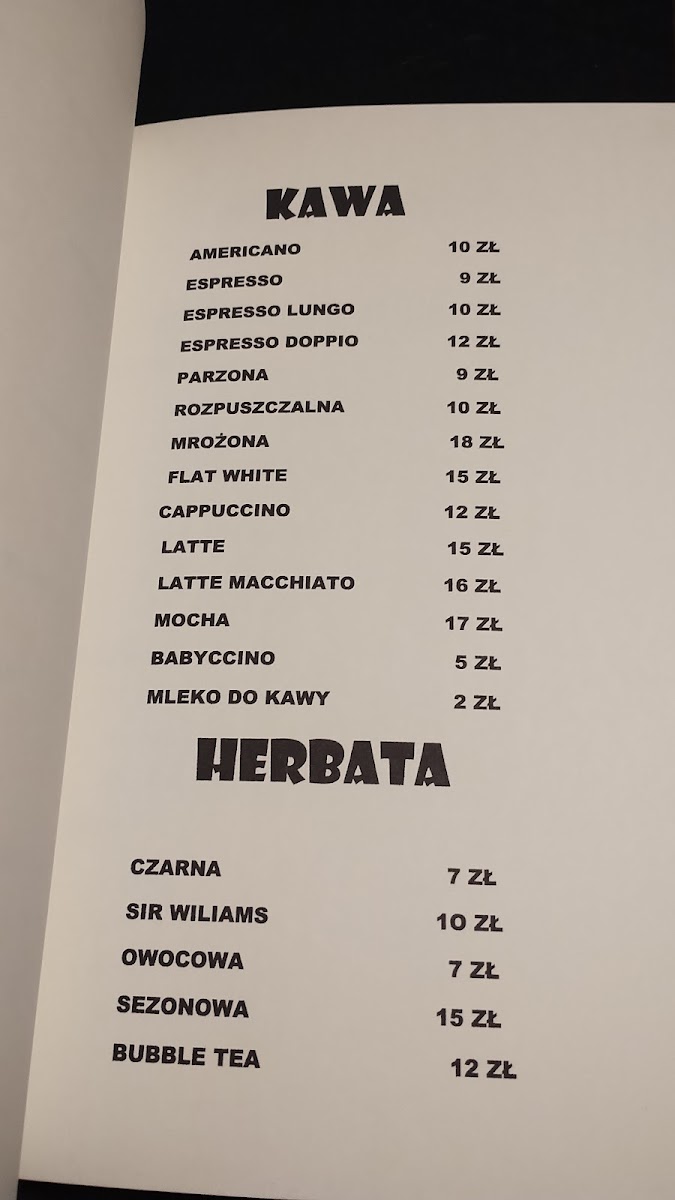 KAWA
AMERICANO 10 ZŁ
ESPRESSO 9 ZŁ
ESPRESSO LUNGO 10 ZŁ
ESPRESSO DOPPIO 12 ZŁ
PARZONA 9 ZŁ
ROZPUSZCZALNA 10 ZŁ
MROŻONA 18 ZŁ
FLAT WHITE 15 ZŁ
CAPPUCCINO 12 ZŁ
LATTE 15 ZŁ
LATTE MACCHIATO 16 ZŁ
MOCHA 17 ZŁ
BABYCCINO 5 ZŁ
MLEKO DO KAWY 2 ZŁ
HERBATA
CZARNA 7 ZŁ
SIR WILIAMS 10 ZŁ
OWOCOWA 7 ZŁ
SEZONOWA 15 ZŁ
BUBBLE TEA 12 ZŁ